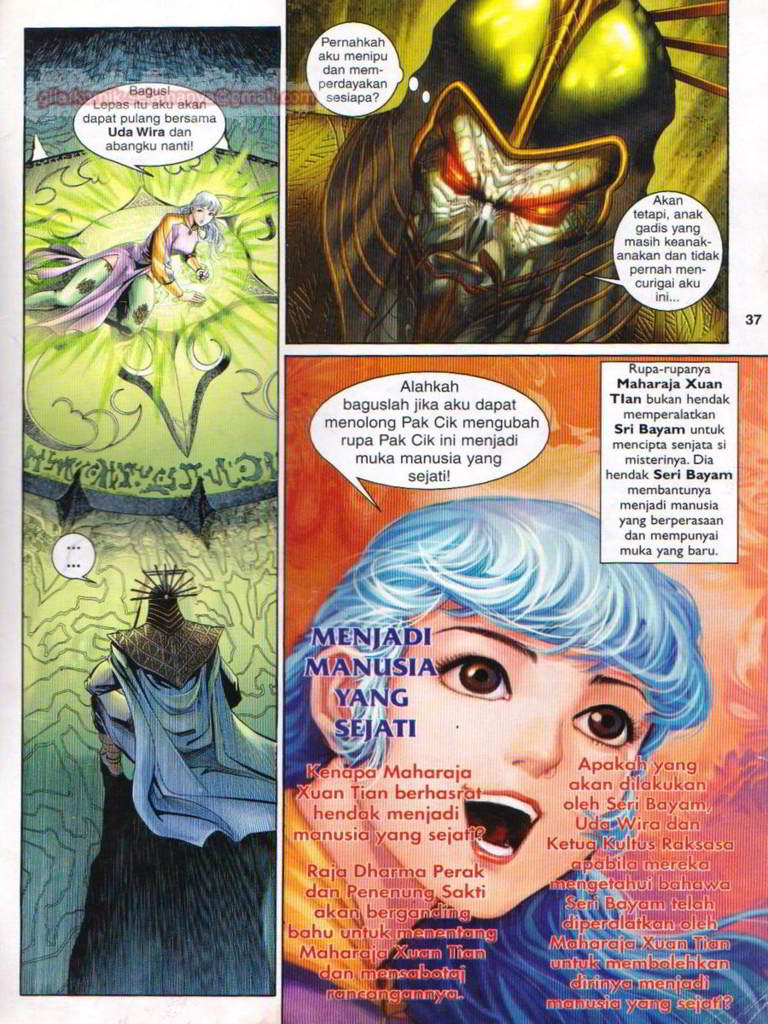 Bagus!
Lepas itu aku akan
dapat pulang bersama
Uda Wira dan
abangku nanti!
...
...
Pernahkah
aku menipu
dan mem-
perdayakan
sesiapa?
Akan
tetapi, anak
gadis yang
masih keanak-
anakan dan tidak
pernah men-
curigai aku
ini...
37
Alahkah
baguslah jika aku dapat
menolong Pak Cik mengubah
rupa Pak Cik ini menjadi
muka manusia yang
sejati!
Rupa-rupanya
Maharaja Xuan
TIan bukan hendak
memperalatkan
Sri Bayam untuk
mencipta senjata si
misterinya. Dia
hendak Seri Bayam
membantunya
menjadi manusia
yang berperasaan
dan mempunyai
muka yang baru.
MENJADI
MANUSIA
YANG
SEJATI
Kenapa Maharaja
Xuan Tian berhasrat
hendak menjadi
manusia yang sejati?
Raja Dharma Perak
dan Penenung Sakti
akan berganding
bahu untuk menentang
Maharaja Xuan Tian
dan mensabotaj
rancangannya.
Apakah yang
akan dilakukan
oleh Seri Bayam,
Uda Wira dan
Ketua Kultus Raksasa
apabila mereka
mengetahui bahawa
Seri Bayam telah
diperalatkan oleh
Maharaja Xuan Tian
untuk membolehkan
dirinya menjadi
manusia yang sejati?